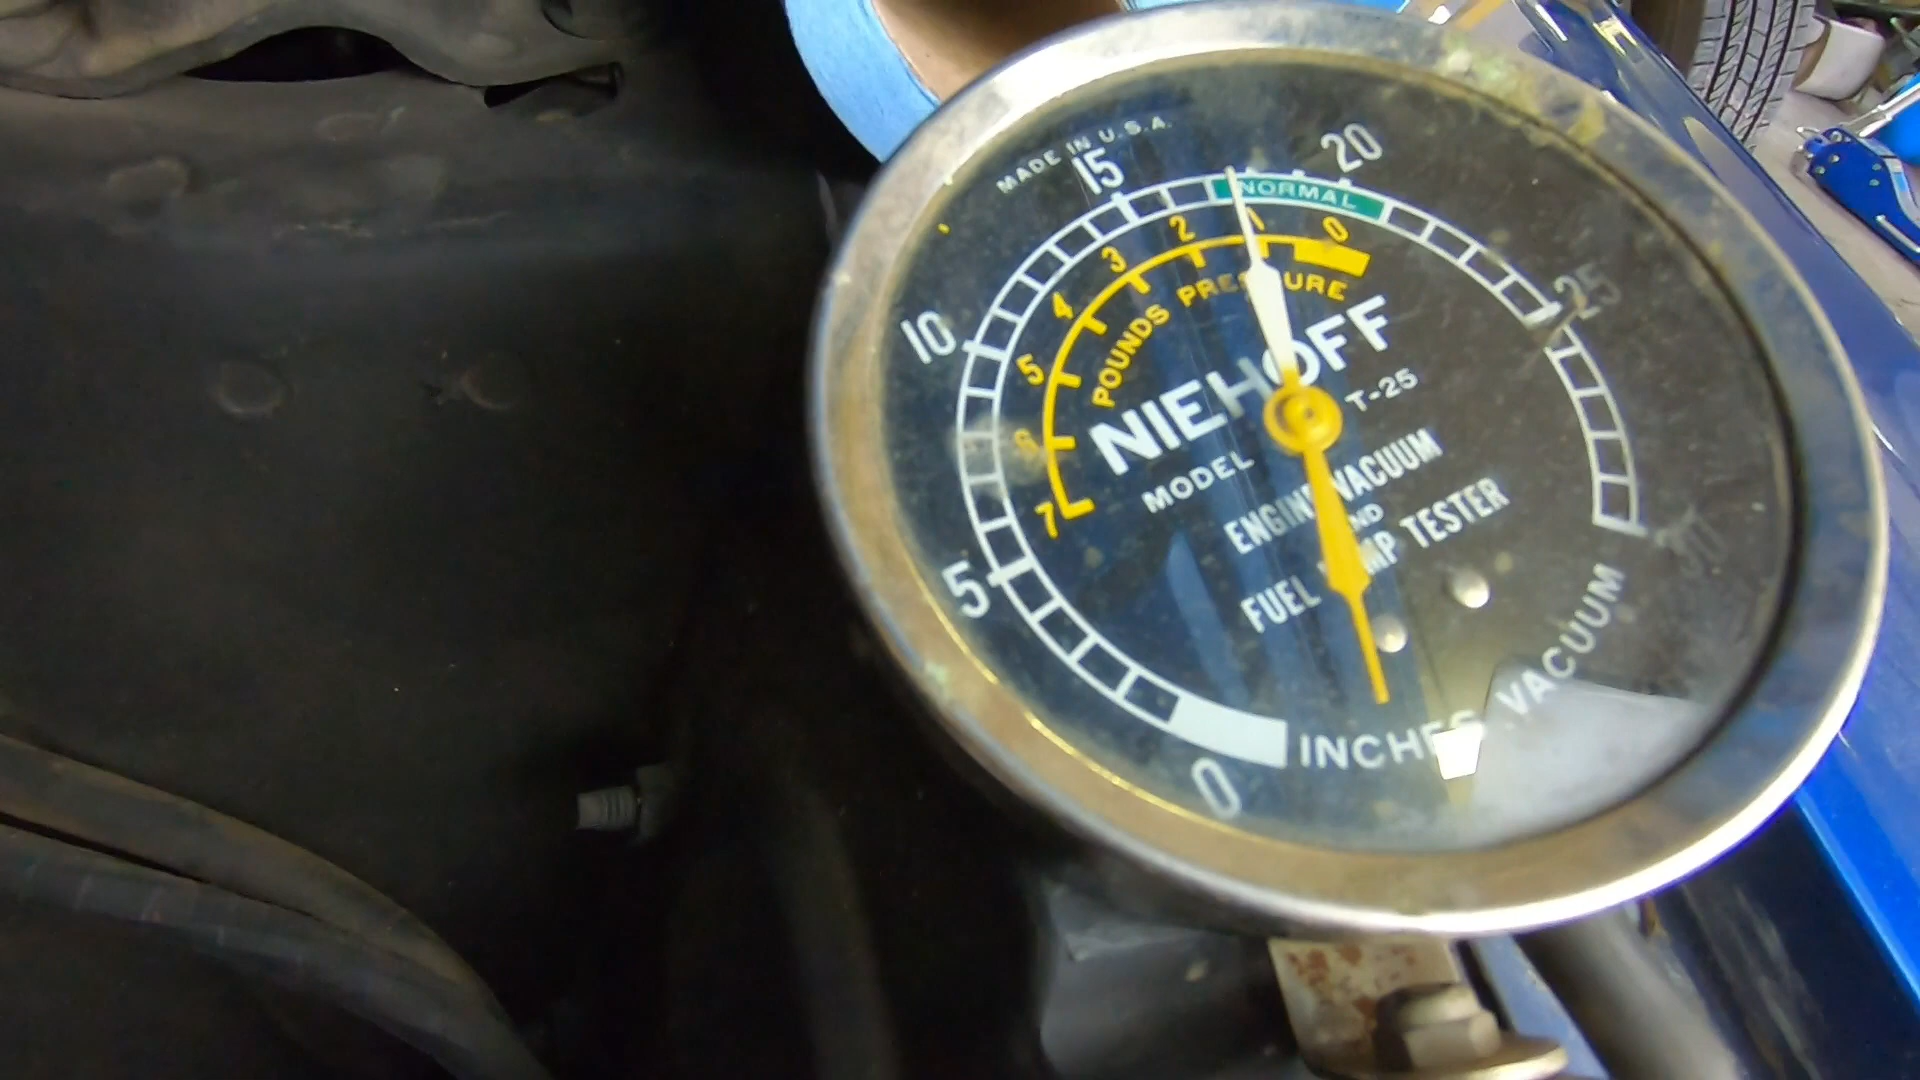 MADE IN U.S.A.
0 5 10 15 20 25 30
NORMAL
7 6 5 4 3 2 1 0
POUNDS PRESSURE
NIEHOFF
MODEL T-25
ENGINE VACUUM
AND
FUEL PUMP TESTER
INCHES VACUUM